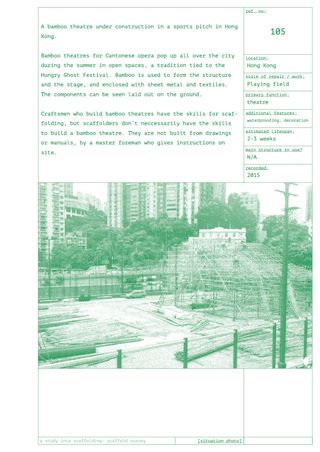 A bamboo theatre under construction in a sports pitch in Hong
Kong.
Bamboo theatres for Cantonese opera pop up all over the city
during the summer in open spaces, a tradition tied to the
Hungry Ghost Festival. Bamboo is used to form the structure
and the stage, and enclosed with sheet metal and textiles.
The components can be seen laid out on the ground.
Craftsmen who build bamboo theatres have the skills for scaf-
folding, but scaffolders don't neccessarily have the skills
to build a bamboo theatre. They are not built from drawings
or manuals, by a master foreman who gives instructions on
site.
ref. no:
105
location:
Hong Kong
scale of repair / work:
Playing field
primary function:
theatre
additional features:
waterproofing, decoration
estimated lifespan:
2-3 weeks
main structure in use?
N/A
recorded:
2015
a study into scaffolding: scaffold survey
[situation photo]